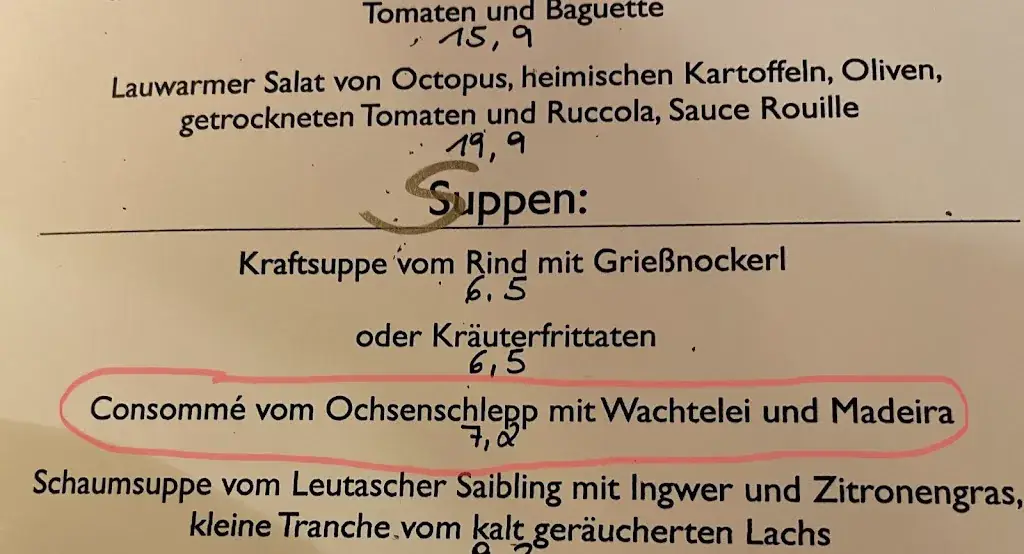 Tomaten und Baguette
15,9
Lauwarmer Salat von Octopus, heimischen Kartoffeln, Oliven,
getrockneten Tomaten und Ruccola, Sauce Rouille
19,9
Suppen:
Kraftsuppe vom Rind mit Grießnockerl
6.5
oder Kräuterfrittaten
6,5
Consommé vom Ochsenschlepp mit Wachtelei und Madeira
7,2
Schaumsuppe vom Leutascher Saibling mit Ingwer und Zitronengras,
kleine Tranche vom kalt geräucherten Lachs